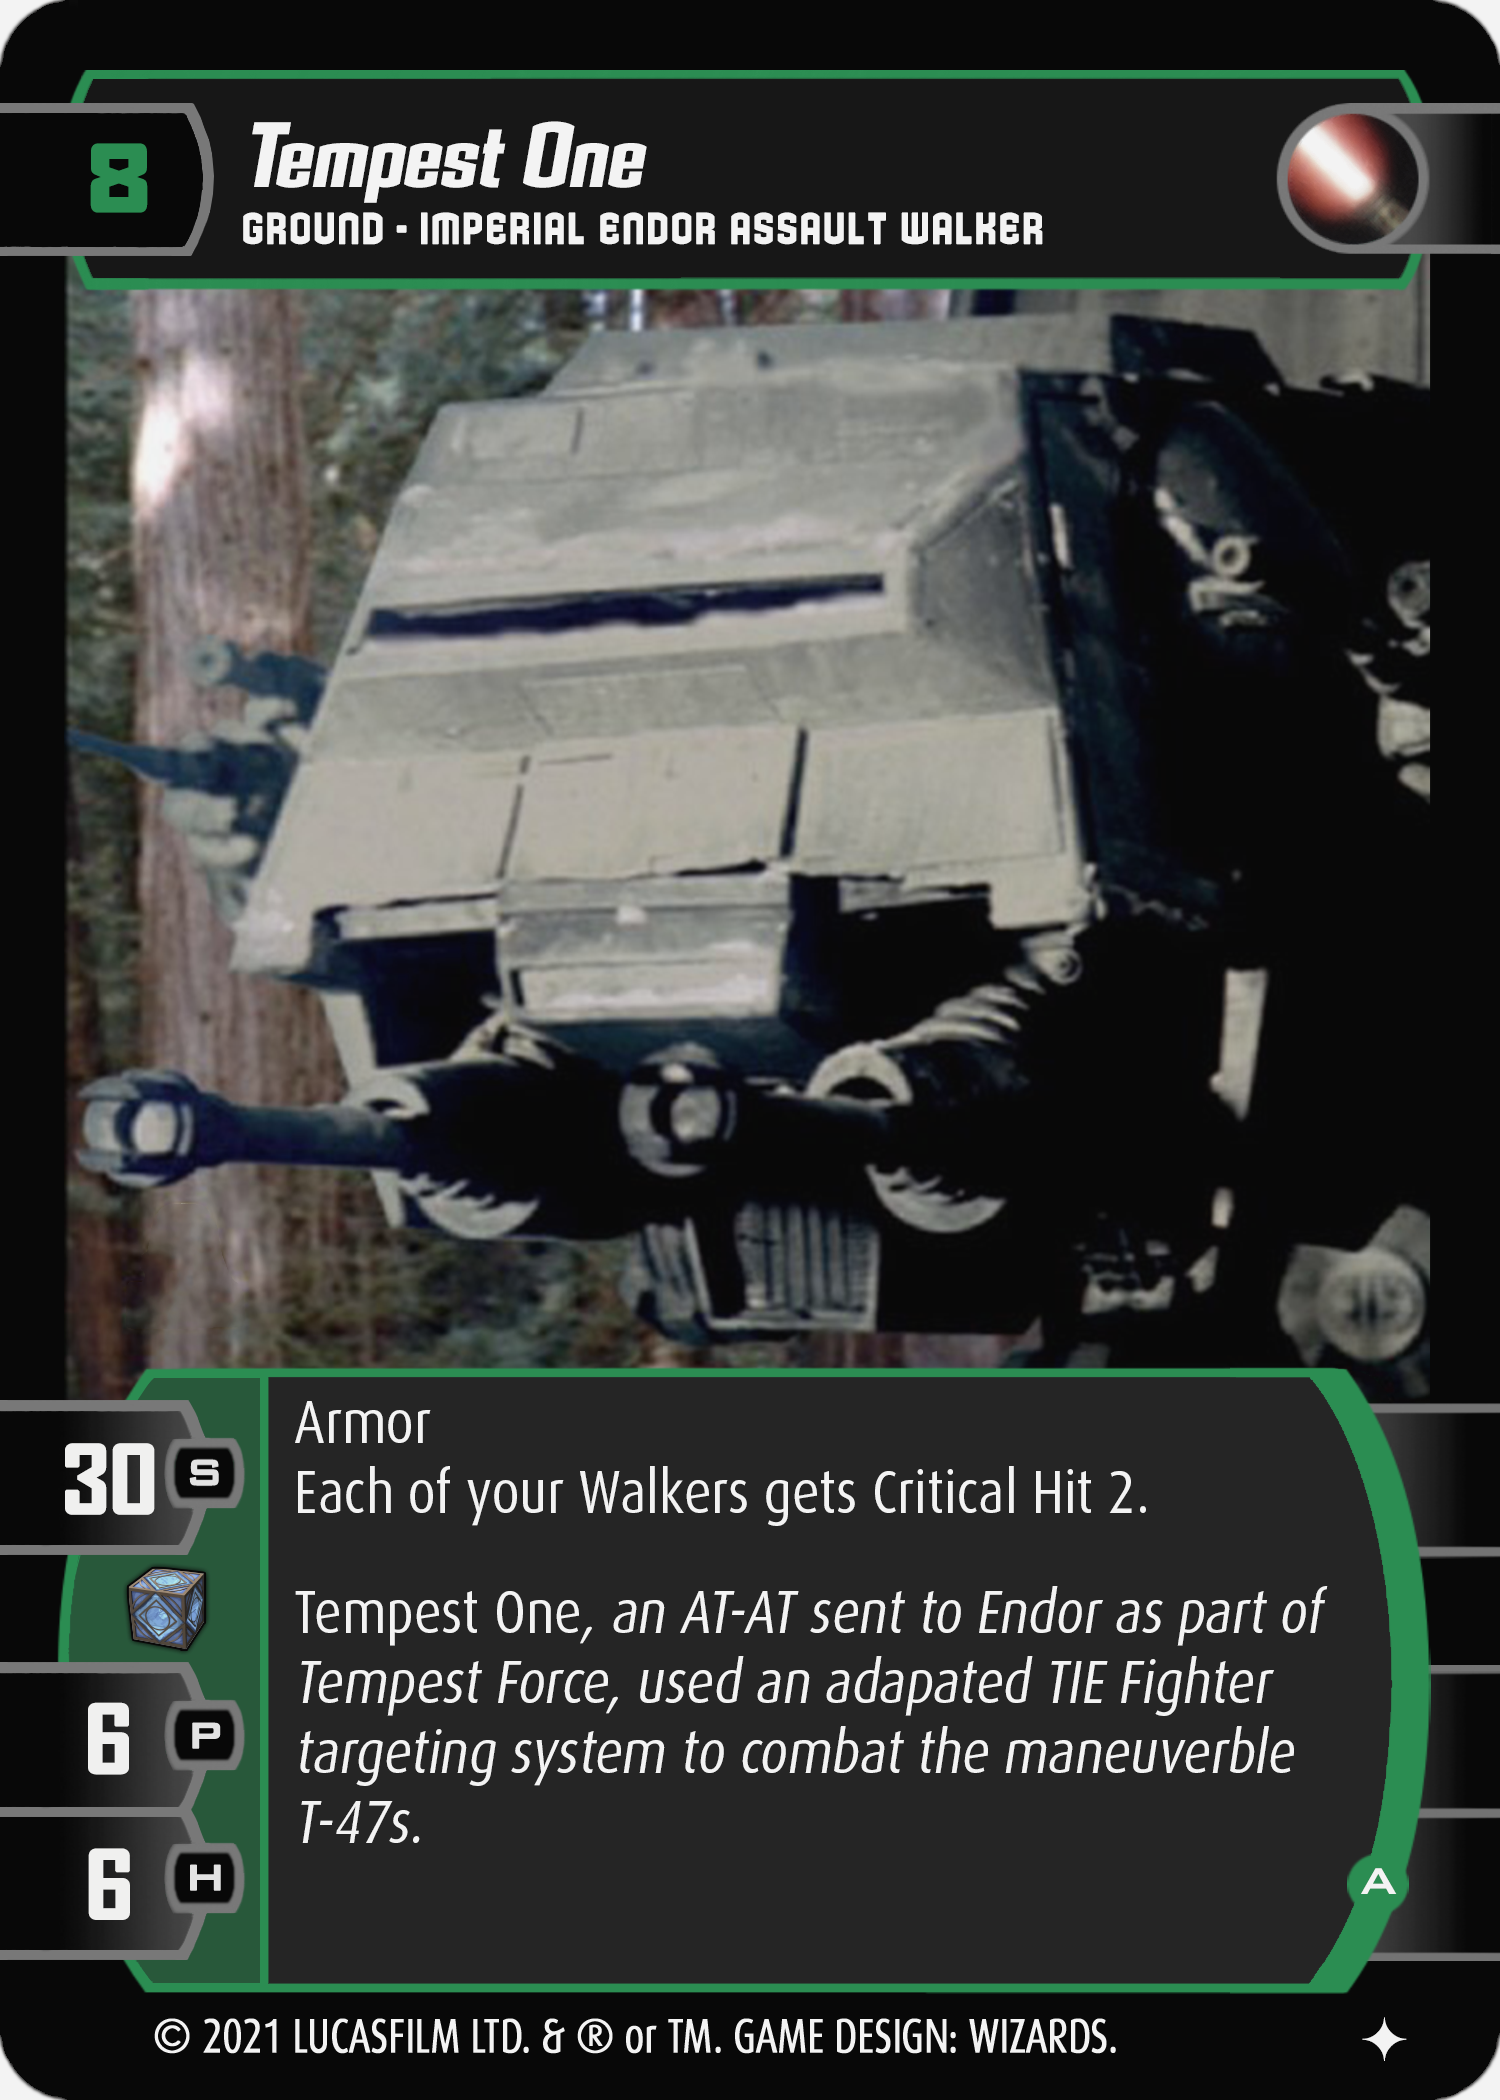 8
Tempest One
GROUND - IMPERIAL ENDOR ASSAULT WALKER
30 S
Armor
Each of your Walkers gets Critical Hit 2.
Tempest One, an AT-AT sent to Endor as part of
Tempest Force, used an adapated TIE Fighter
targeting system to combat the maneuverble
T-47s.
6 P
6 H
A
© 2021 LUCASFILM LTD. & ® or TM. GAME DESIGN: WIZARDS.